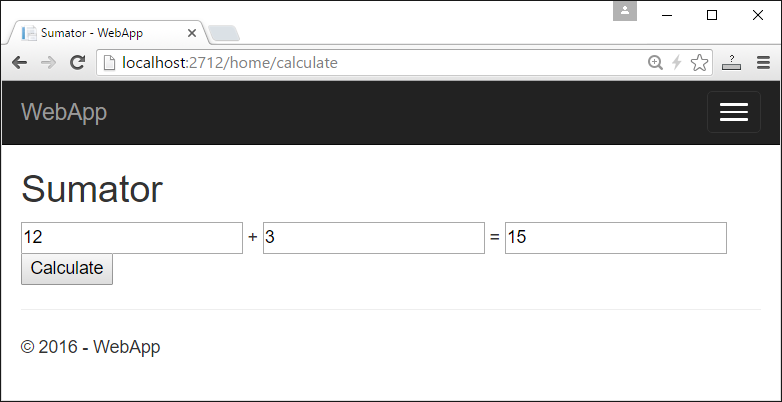 Sumator - WebApp
localhost:2712/home/calculate
?
WebApp
Sumator
12 + 3 = 15
Calculate
© 2016 - WebApp